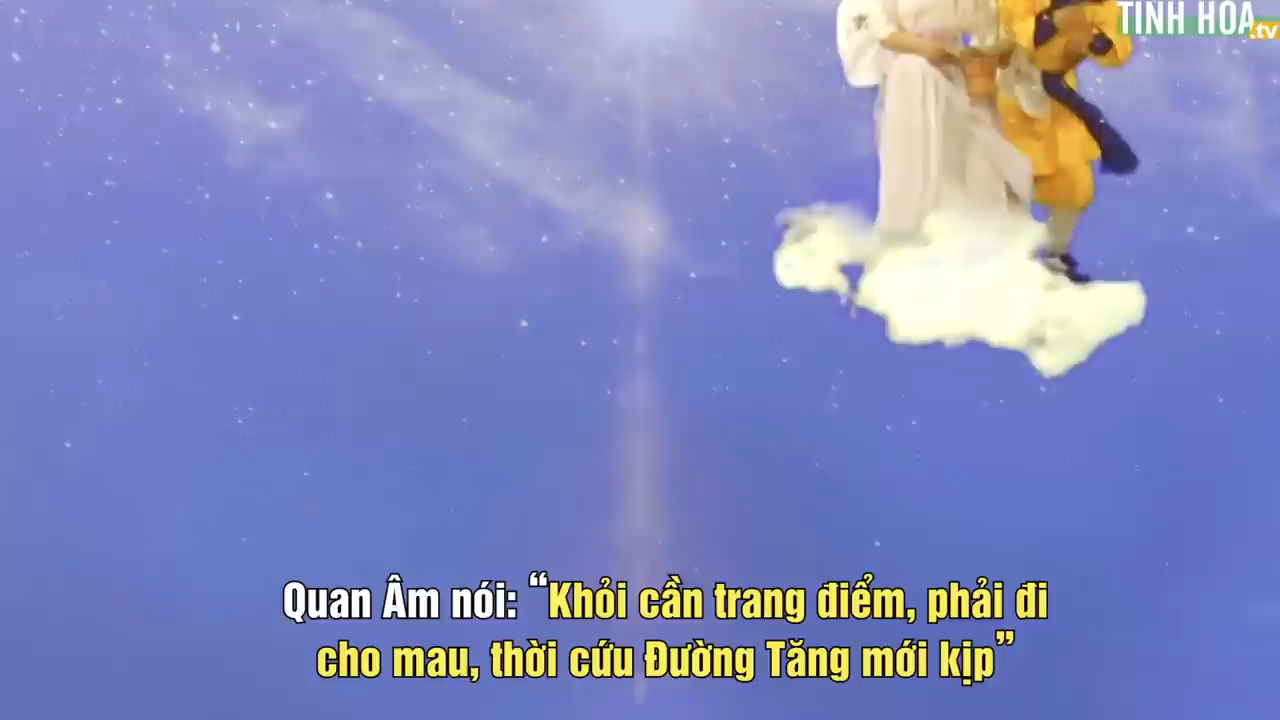 TINH HOA
.tv
Quan Âm nói: “Khỏi cần trang điểm, phải đi
cho mau, thời cứu Đường Tăng mới kịp”